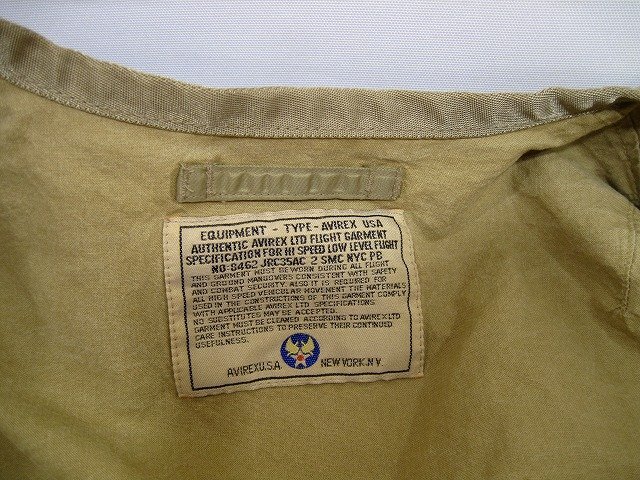 EQUIPMENT - TYPE - AVIREX USA
AUTHENTIC AVIREX LTD FLIGHT GARMENT
SPECIFICATION FOR HI SPEED LOW LEVEL FLIGHT
NO·8462 JRC35AC 2 SMC NYC PB
THIS GARMENT MUST BE WORN DURING ALL FLIGHT
AND GROUND MANOOVERS CONSISTENT WITH SAFETY
AND COMBAT SECURITY. ALSO IT IS REQUIRED FOR
ALL HIGH SPEED VEHICULAR MOVEMENT THE MATERIALS
USED IN THE CONSTRUCTIONS OF THIS GARMENT COMPLY
WITH APPLICABLE AVIREX LTD SPECIFICATIONS
NO SUBSTITUTES MAY BE ACCEPTED.
GARMENT MUST BE CLEANED ACCORDING TO AVIREX LTD
CARE INSTRUCTIONS TO PRESERVE THEIR CONTINUED
USEFULNESS.
AVIREX U.S.A NEW YORK. N Y